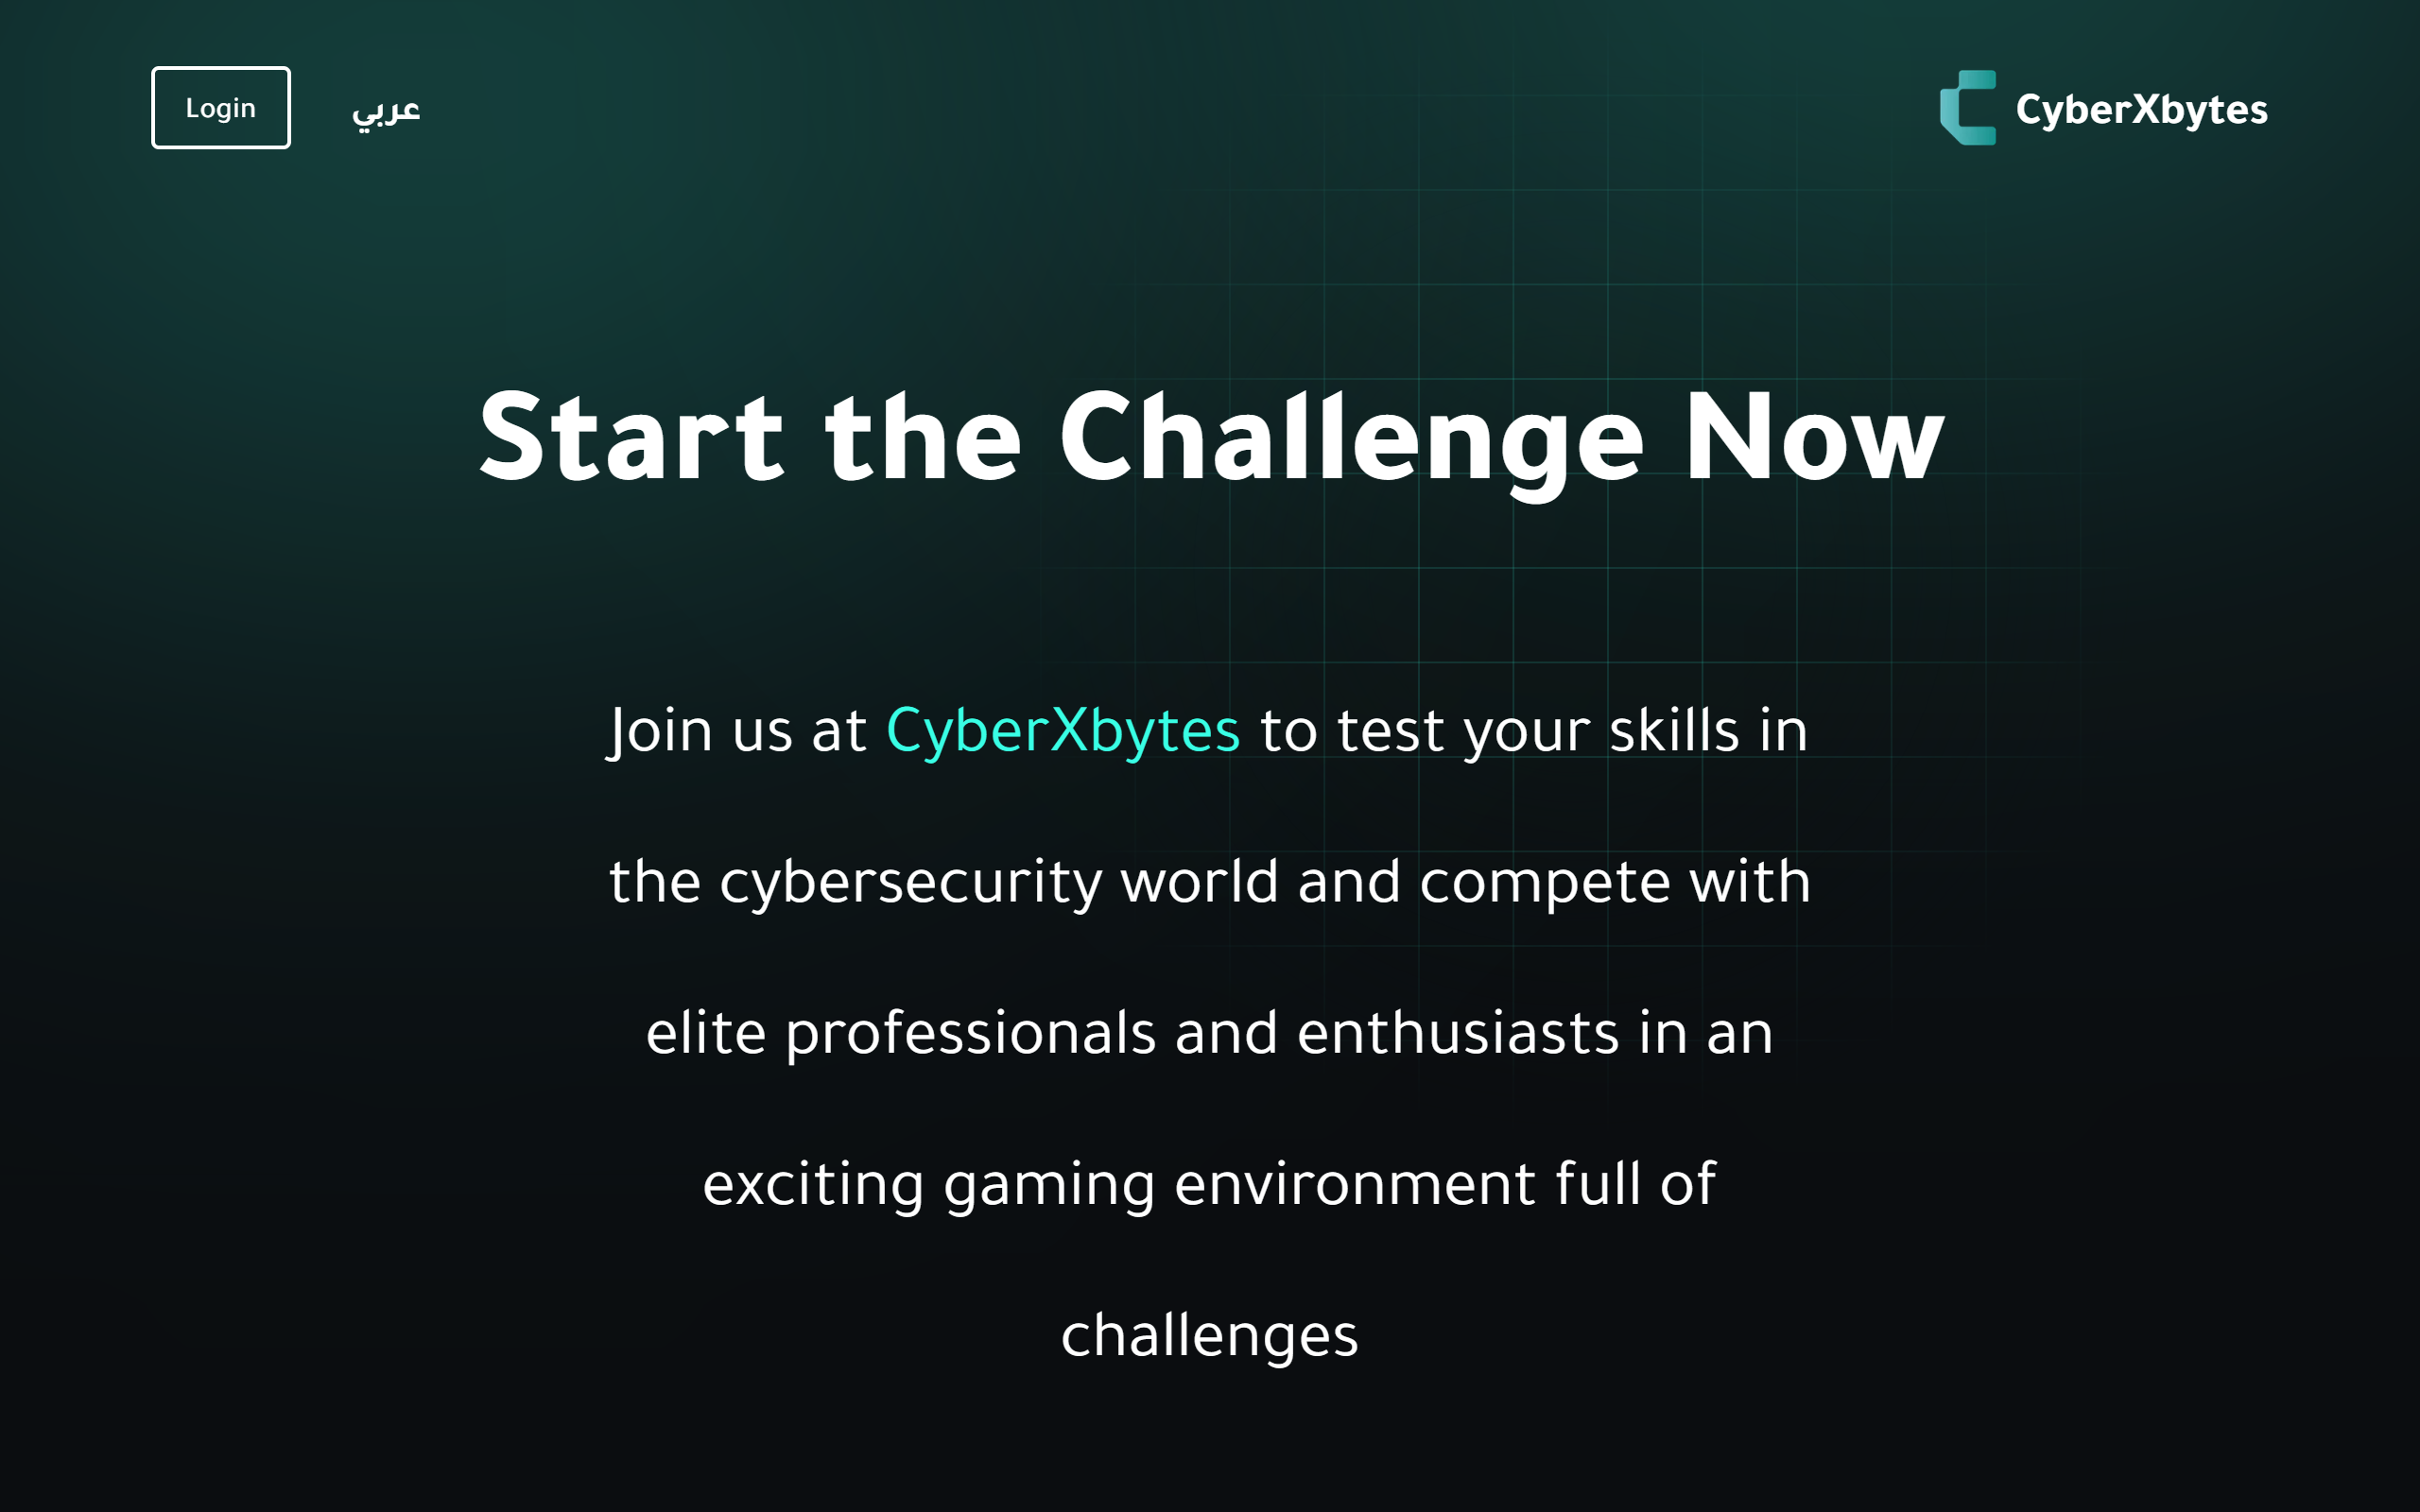 Login
عربي
CyberXbytes
Start the Challenge Now
Join us at CyberXbytes to test your skills in
the cybersecurity world and compete with
elite professionals and enthusiasts in an
exciting gaming environment full of
challenges